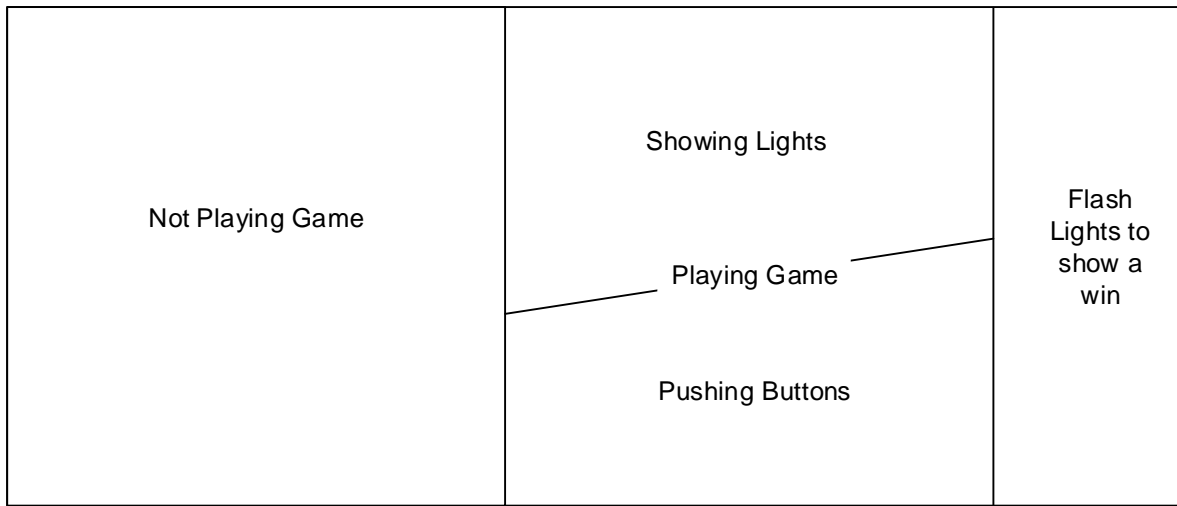 Not Playing Game
Showing Lights
Playing Game
Pushing Buttons
Flash
Lights to
show a
win